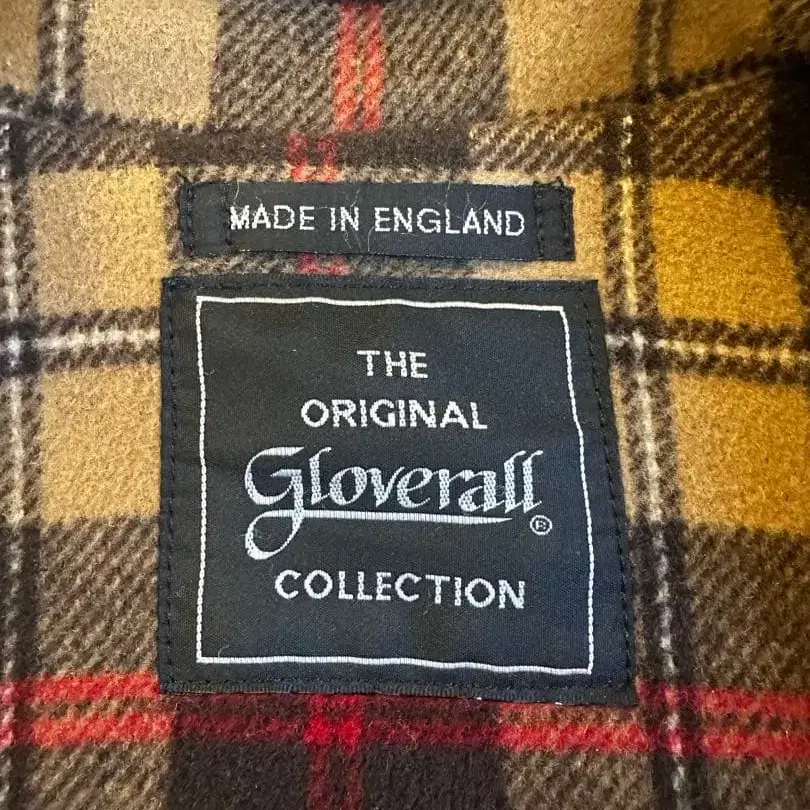 MADE IN ENGLAND
THE
ORIGINAL
Gloverall®
COLLECTION